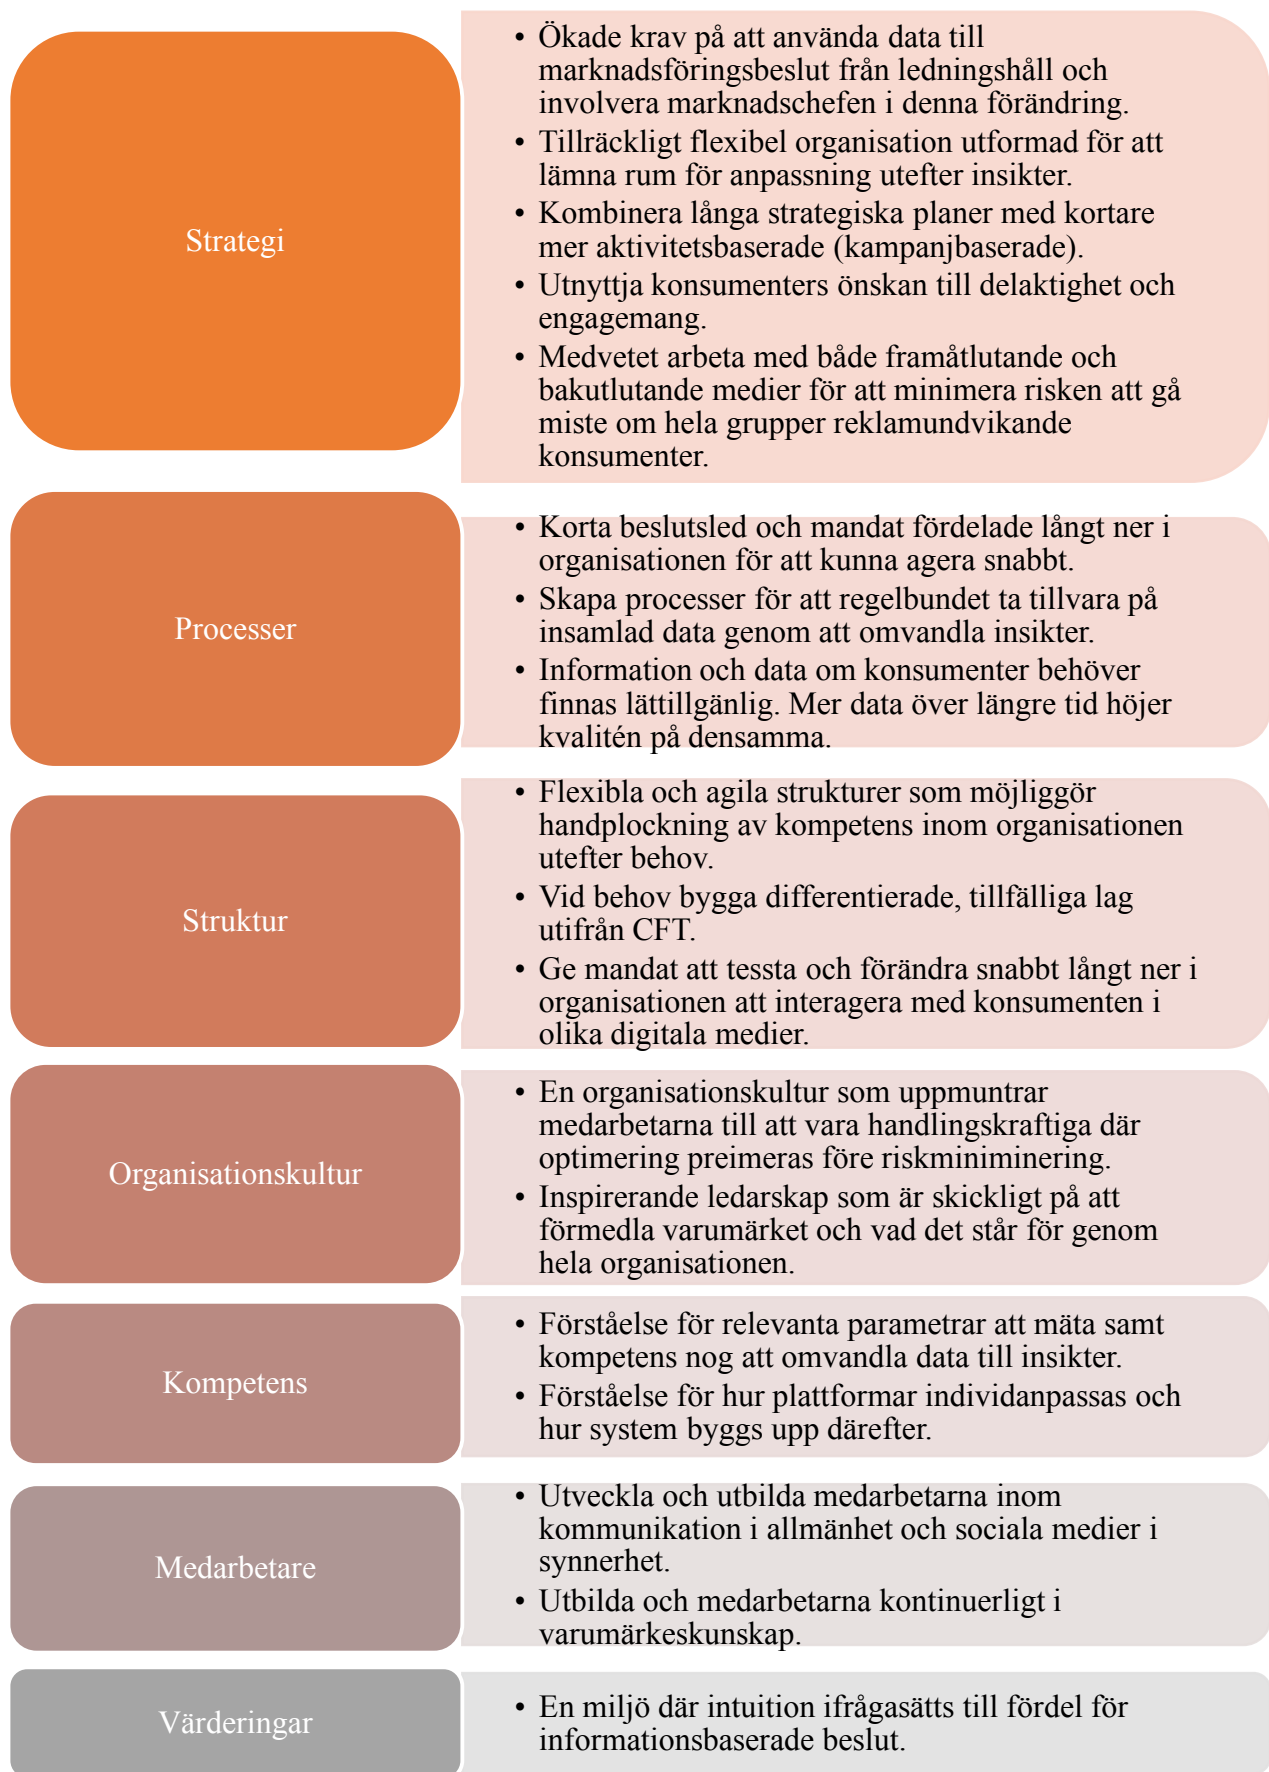 Strategi
• Ökade krav på att använda data till
marknadsföringsbeslut från ledningshåll och
involvera marknadschefen i denna förändring.
• Tillräckligt flexibel organisation utformad för att
lämna rum för anpassning utefter insikter.
• Kombinera långa strategiska planer med kortare
mer aktivitetsbaserade (kampanjbaserade).
• Utnyttja konsumenters önskan till delaktighet och
engagemang.
• Medvetet arbeta med både framåtlutande och
bakutlutande medier för att minimera risken att gå
miste om hela grupper reklamundvikande
konsumenter.
Processer
• Korta beslutsled och mandat fördelade långt ner i
organisationen för att kunna agera snabbt.
• Skapa processer för att regelbundet ta tillvara på
insamlad data genom att omvandla insikter.
• Information och data om konsumenter behöver
finnas lättillgänlig. Mer data över längre tid höjer
kvalitén på densamma.
Struktur
• Flexibla och agila strukturer som möjliggör
handplockning av kompetens inom organisationen
utefter behov.
• Vid behov bygga differentierade, tillfälliga lag
utifrån CFT.
• Ge mandat att tessta och förändra snabbt långt ner i
organisationen att interagera med konsumenten i
olika digitala medier.
Organisationskultur
• En organisationskultur som uppmuntrar
medarbetarna till att vara handlingskraftiga där
optimering preimeras före riskminiminering.
• Inspirerande ledarskap som är skickligt på att
förmedla varumärket och vad det står för genom
hela organisationen.
Kompetens
• Förståelse för relevanta parametrar att mäta samt
kompetens nog att omvandla data till insikter.
• Förståelse för hur plattformar individanpassas och
hur system byggs upp därefter.
Medarbetare
• Utveckla och utbilda medarbetarna inom
kommunikation i allmänhet och sociala medier i
synnerhet.
• Utbilda och medarbetarna kontinuerligt i
varumärkeskunskap.
Värderingar
• En miljö där intuition ifrågasätts till fördel för
informationsbaserade beslut.